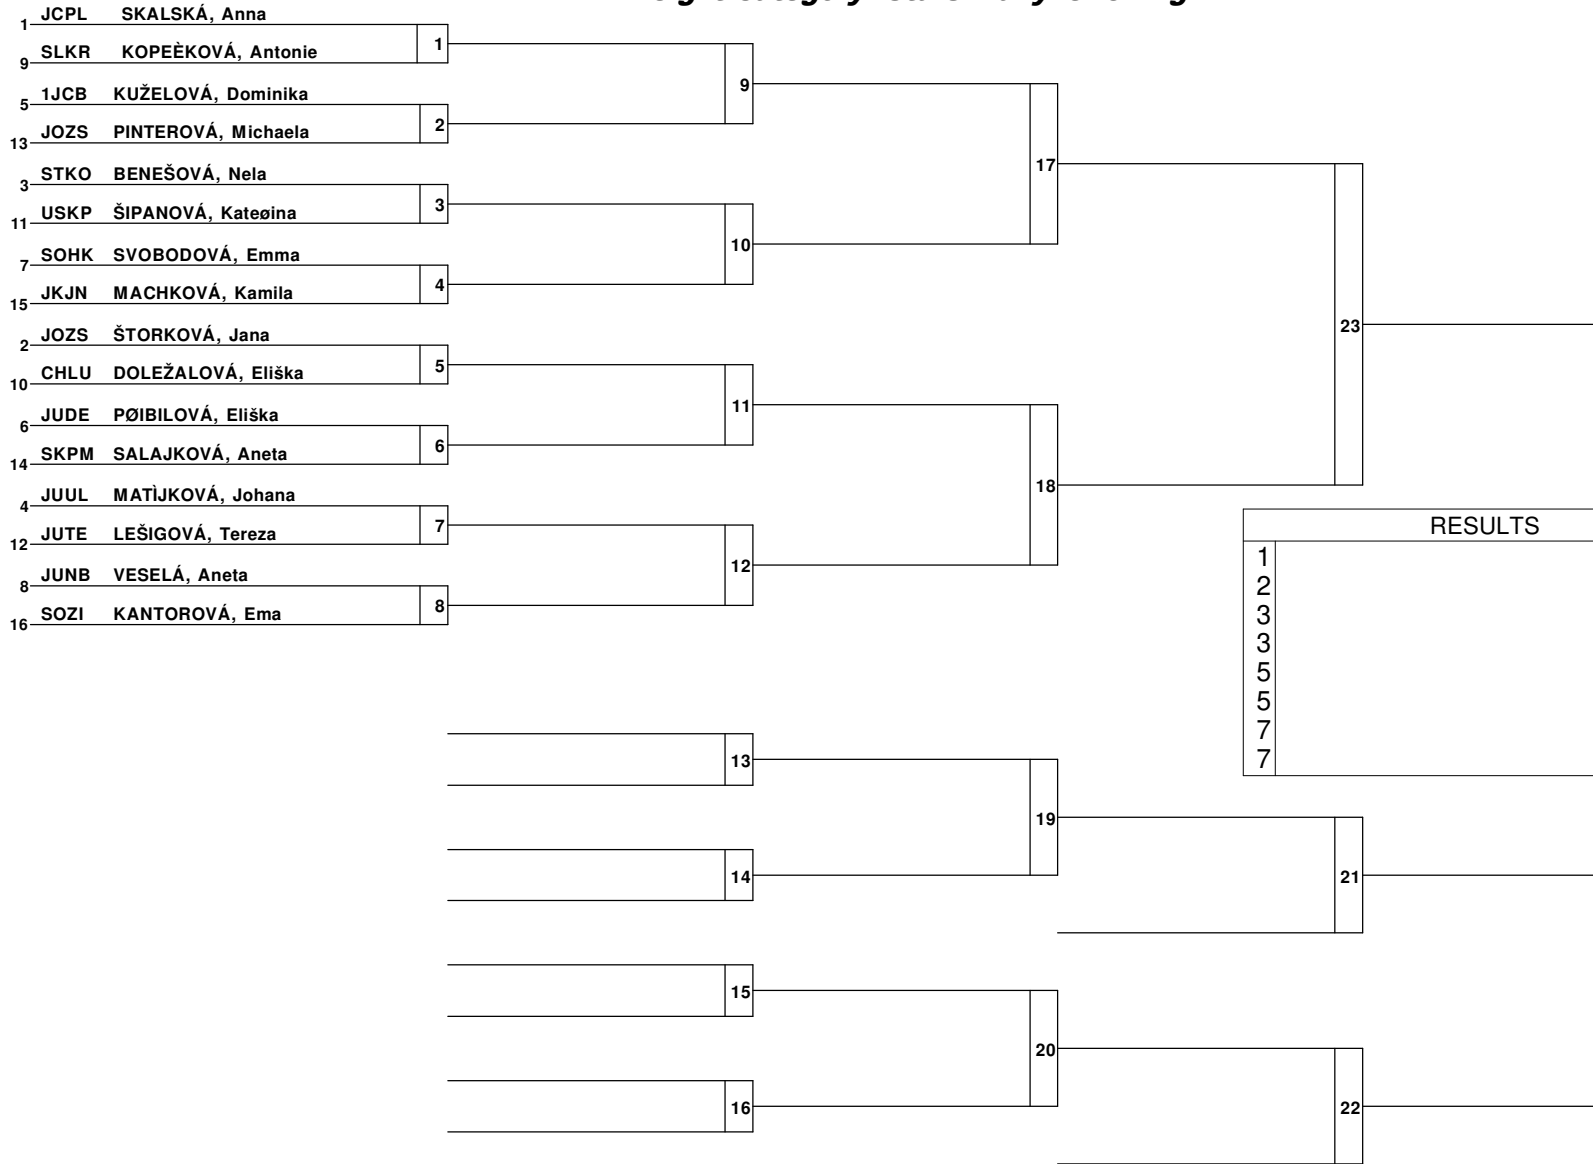 1 JCPL SKALSKÁ, Anna
9 SLKR KOPEÈKOVÁ, Antonie
1
5 1JCB KUŽELOVÁ, Dominika
13 JOZS PINTEROVÁ, Michaela
2
3 STKO BENEŠOVÁ, Nela
11 USKP ŠIPANOVÁ, Kateøina
3
7 SOHK SVOBODOVÁ, Emma
15 JKJN MACHKOVÁ, Kamila
4
2 JOZS ŠTORKOVÁ, Jana
10 CHLU DOLEŽALOVÁ, Eliška
5
6 JUDE PØIBILOVÁ, Eliška
14 SKPM SALAJKOVÁ, Aneta
6
4 JUUL MATÌJKOVÁ, Johana
12 JUTE LEŠIGOVÁ, Tereza
7
8 JUNB VESELÁ, Aneta
16 SOZI KANTOROVÁ, Ema
8
9
10
11
12
17
18
23
RESULTS
1
2
3
3
5
5
7
7
13
14
15
16
19
20
21
22